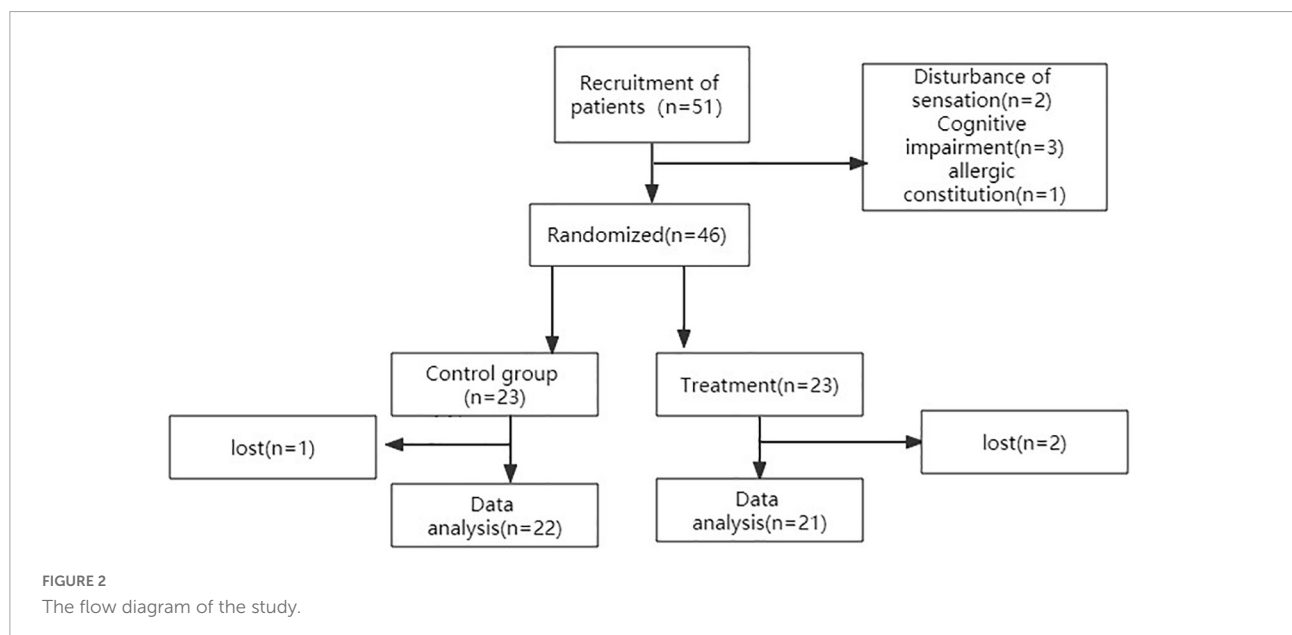 Recruitment of
patients (n=51)
Disturbance of
sensation(n=2)
Cognitive
impairment(n=3)
allergic
constitution(n=1)
Randomized(n=46)
Control group
(n=23)
Treatment(n=23)
lost(n=1)
lost(n=2)
Data
analysis(n=22)
Data
analysis(n=21)
FIGURE 2
The flow diagram of the study.